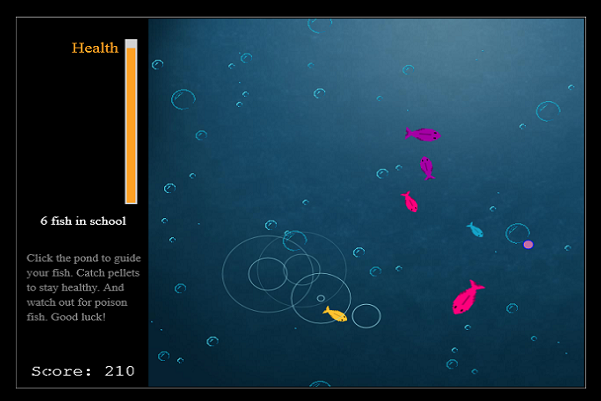 Health
6 fish in school
Click the pond to guide
your fish. Catch pellets
to stay healthy. And
watch out for poison
fish. Good luck!
Score: 210